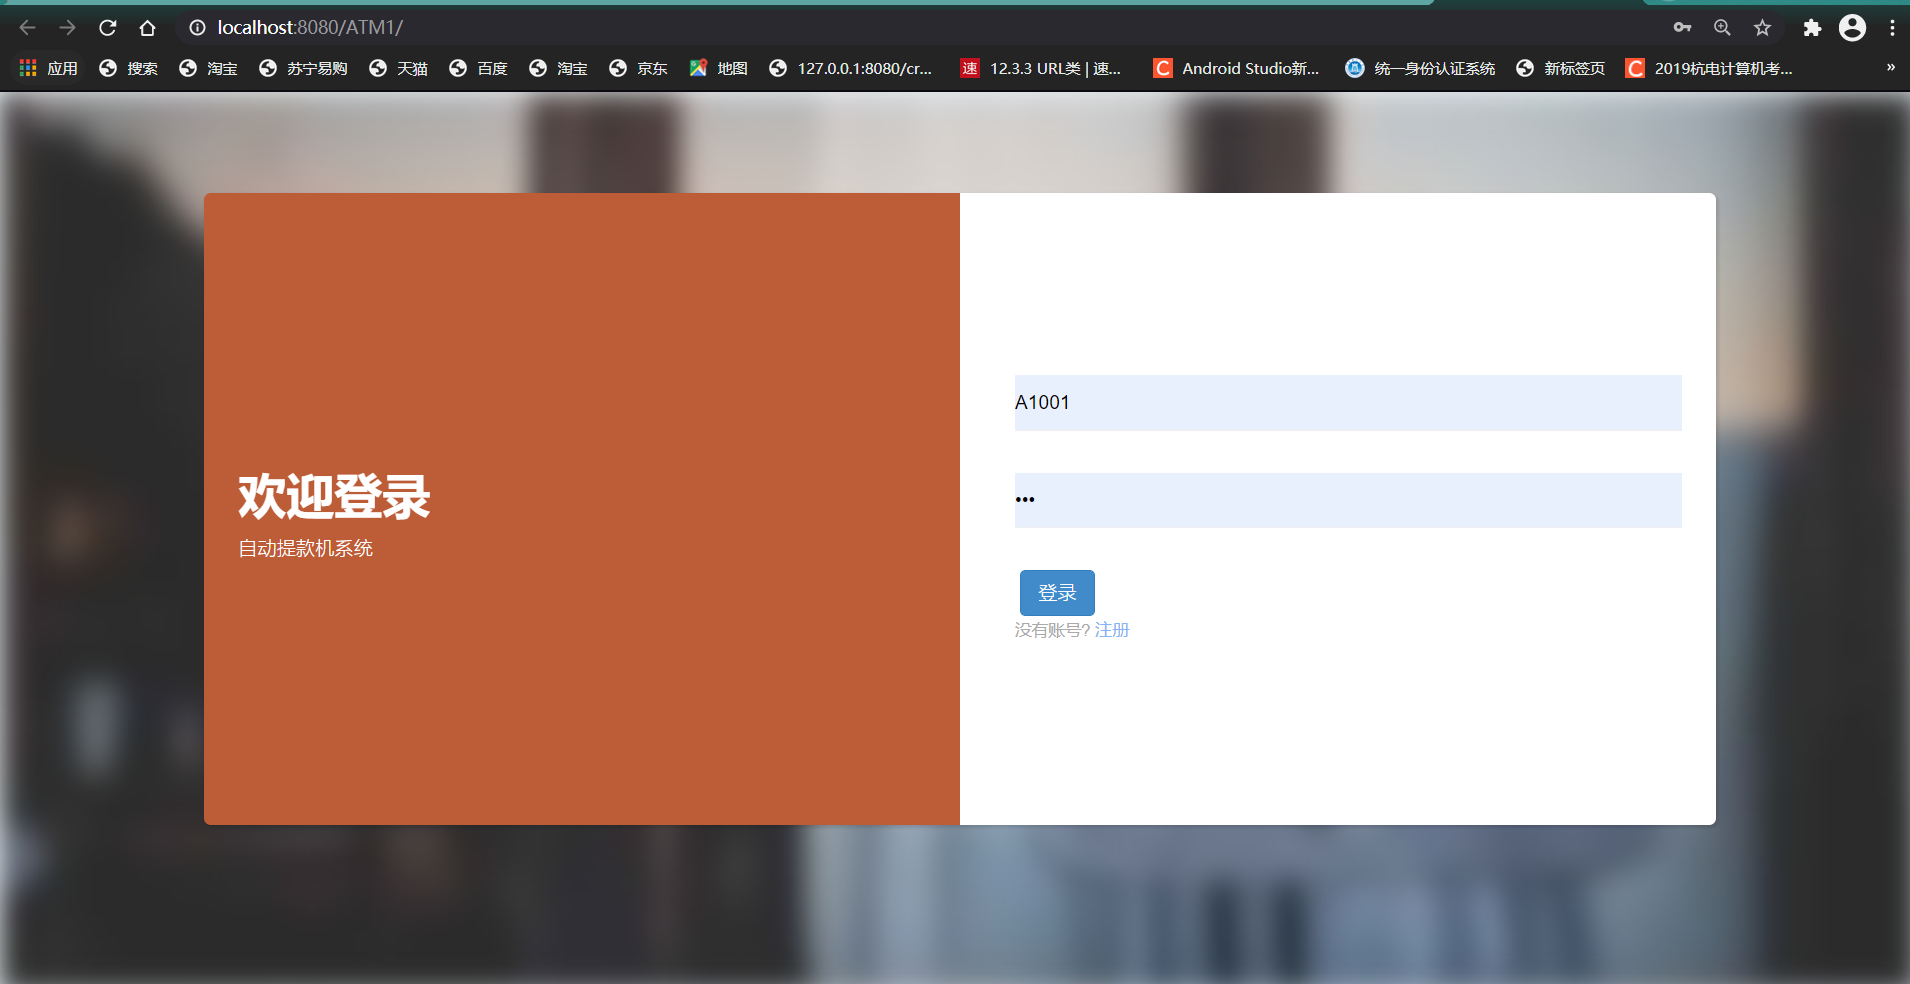 localhost:8080/ATM1/
应用 搜索 淘宝 苏宁易购 天猫 百度 淘宝 京东 地图 127.0.0.1:8080/cr... 速 12.3.3 URL类 | 速... C Android Studio新... 统一身份认证系统 新标签页 C 2019杭电计算机考... »
A1001
•••
欢迎登录
自动提款机系统
登录
没有账号? 注册